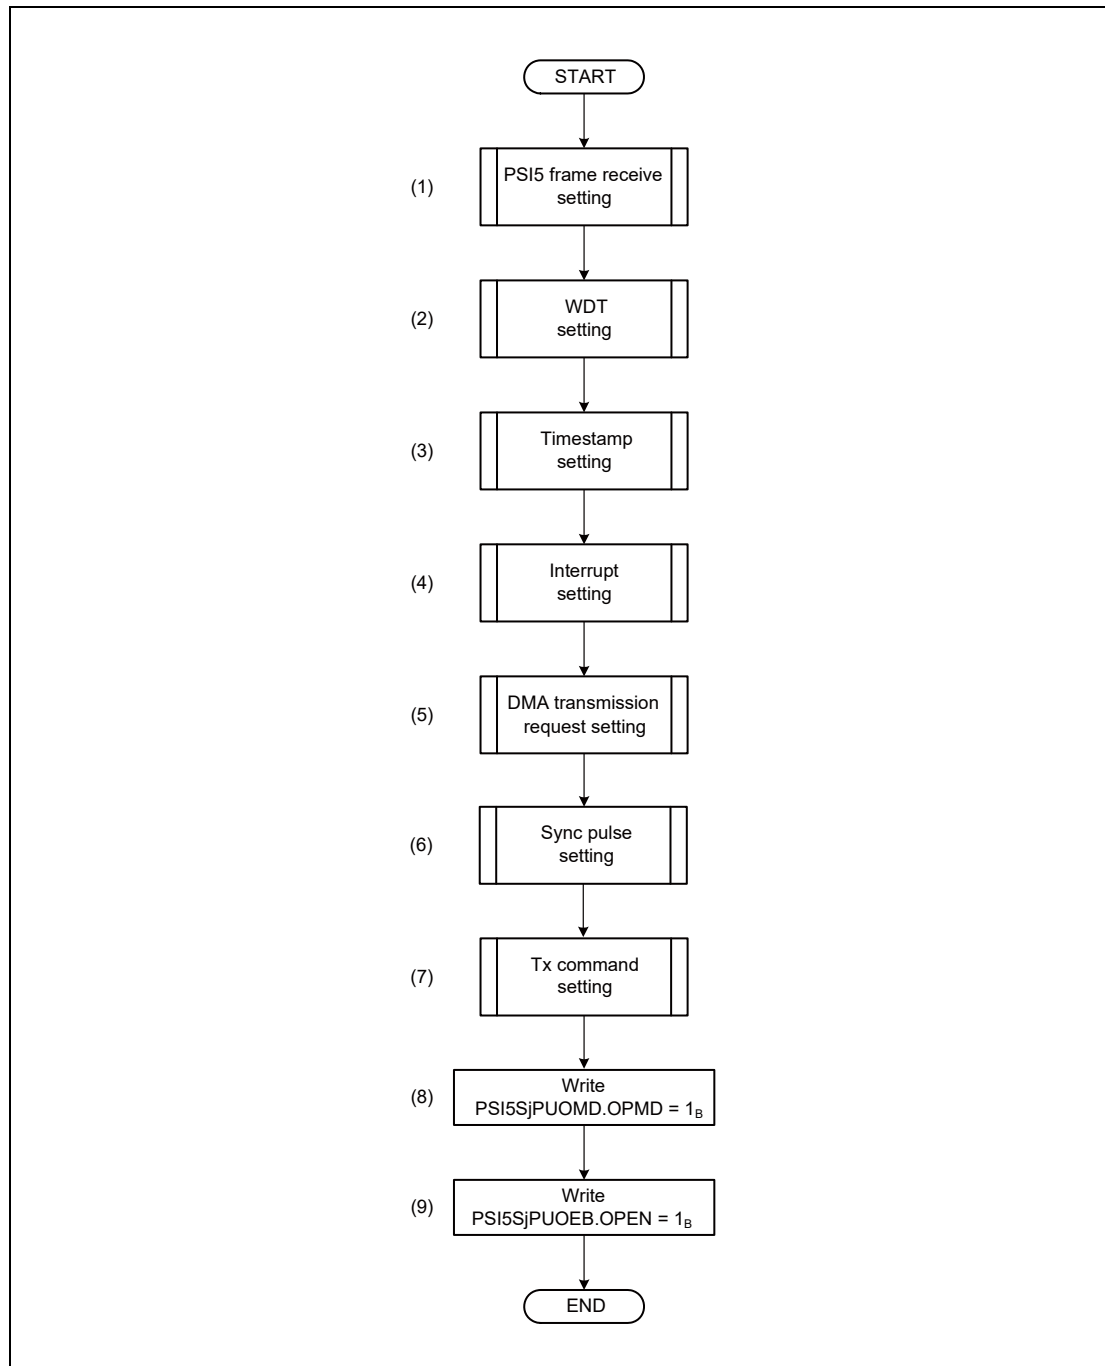 START
(1)
PSI5 frame receive
setting
(2)
WDT
setting
(3)
Timestamp
setting
(4)
Interrupt
setting
(5)
DMA transmission
request setting
(6)
Sync pulse
setting
(7)
Tx command
setting
(8)
Write
PSI5SjPUOMD.OPMD = 1B
(9)
Write
PSI5SjPUOEB.OPEN = 1B
END